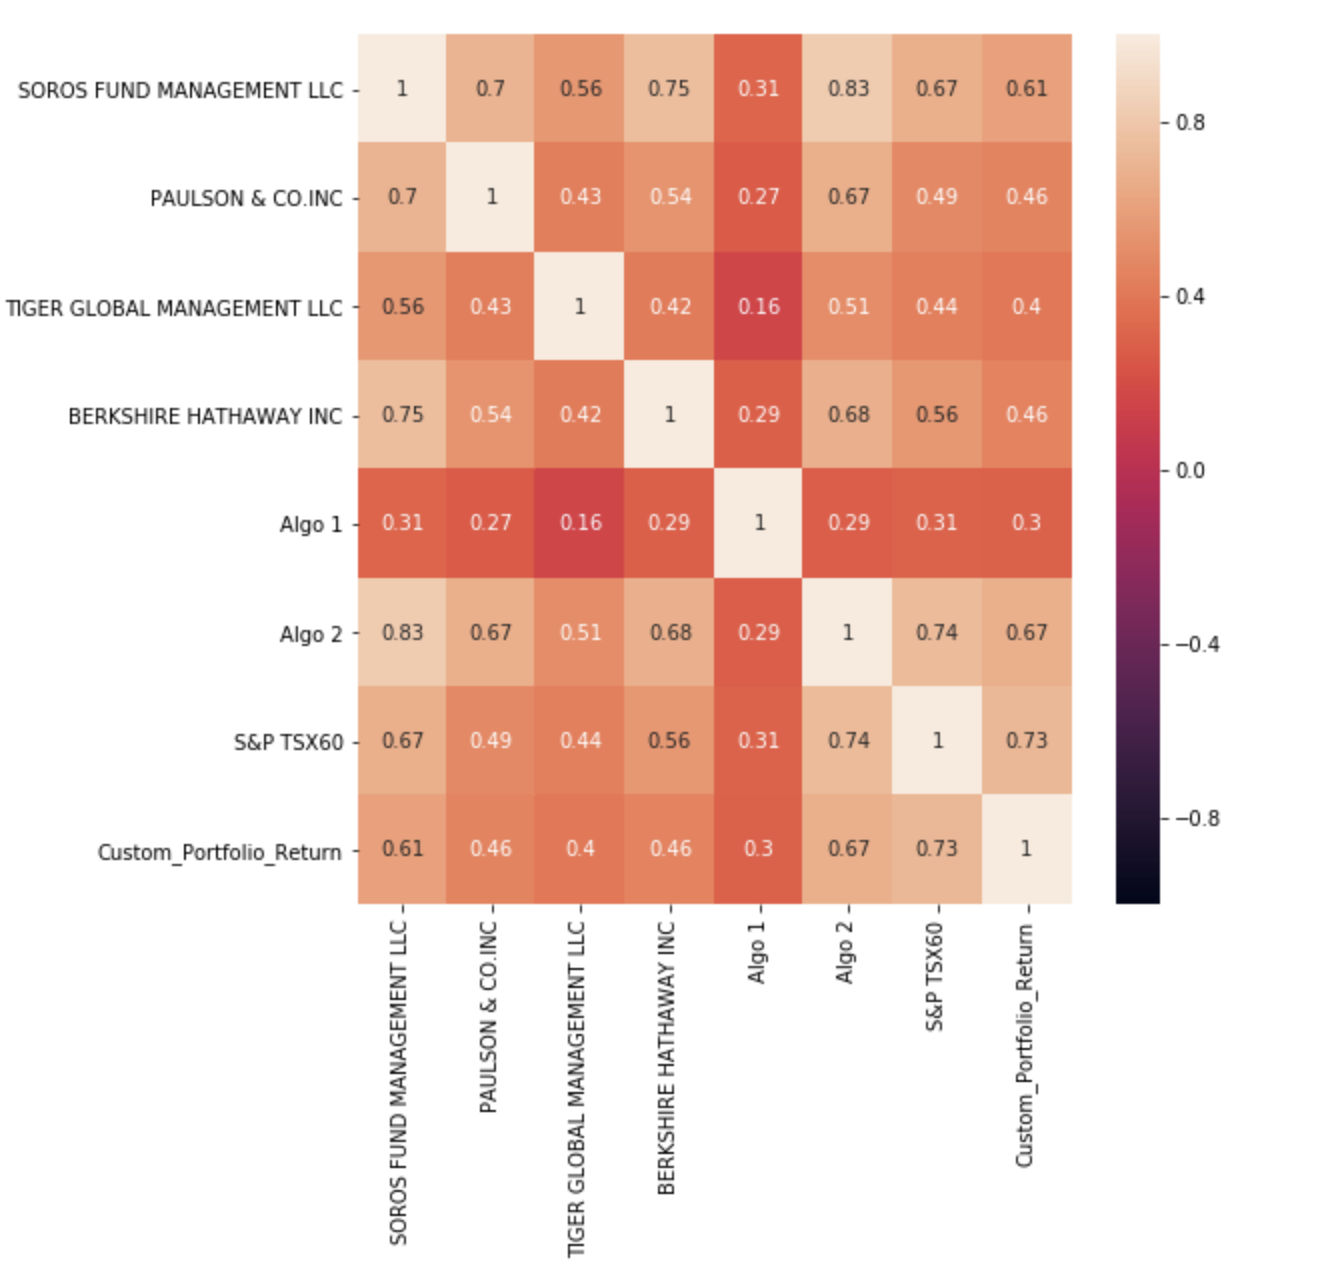 SOROS FUND MANAGEMENT LLC 1 0.7 0.56 0.75 0.31 0.83 0.67 0.61
0.8
PAULSON & CO.INC 0.7 1 0.43 0.54 0.27 0.67 0.49 0.46
0.4
TIGER GLOBAL MANAGEMENT LLC 0.56 0.43 1 0.42 0.16 0.51 0.44 0.4
BERKSHIRE HATHAWAY INC 0.75 0.54 0.42 1 0.29 0.68 0.56 0.46
0.0
Algo 1 0.31 0.27 0.16 0.29 1 0.29 0.31 0.3
Algo 2 0.83 0.67 0.51 0.68 0.29 1 0.74 0.67
−0.4
S&P TSX60 0.67 0.49 0.44 0.56 0.31 0.74 1 0.73
−0.8
Custom_Portfolio_Return 0.61 0.46 0.4 0.46 0.3 0.67 0.73 1
SOROS FUND MANAGEMENT LLC
PAULSON & CO.INC
TIGER GLOBAL MANAGEMENT LLC
BERKSHIRE HATHAWAY INC
Algo 1
Algo 2
S&P TSX60
Custom_Portfolio_Return